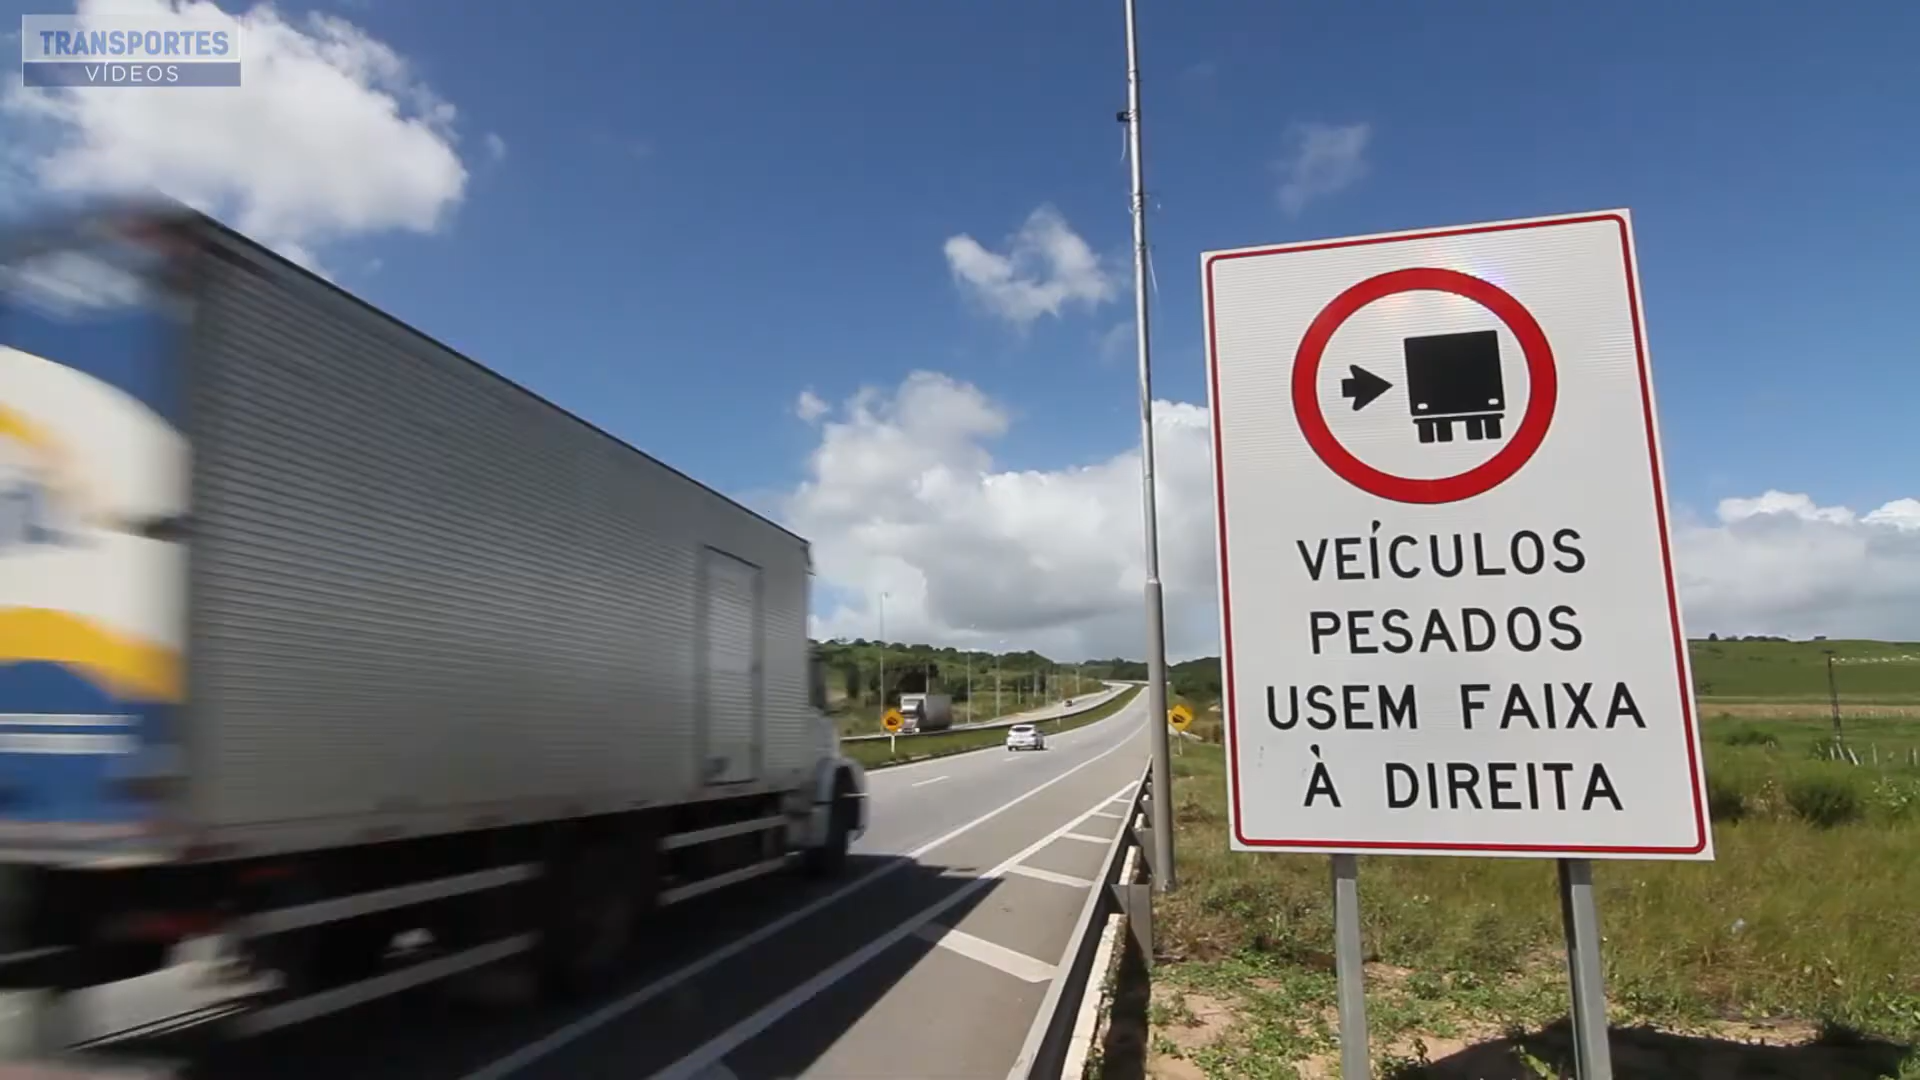 TRANSPORTES
VÍDEOS
VEÍCULOS
PESADOS
USEM FAIXA
À DIREITA